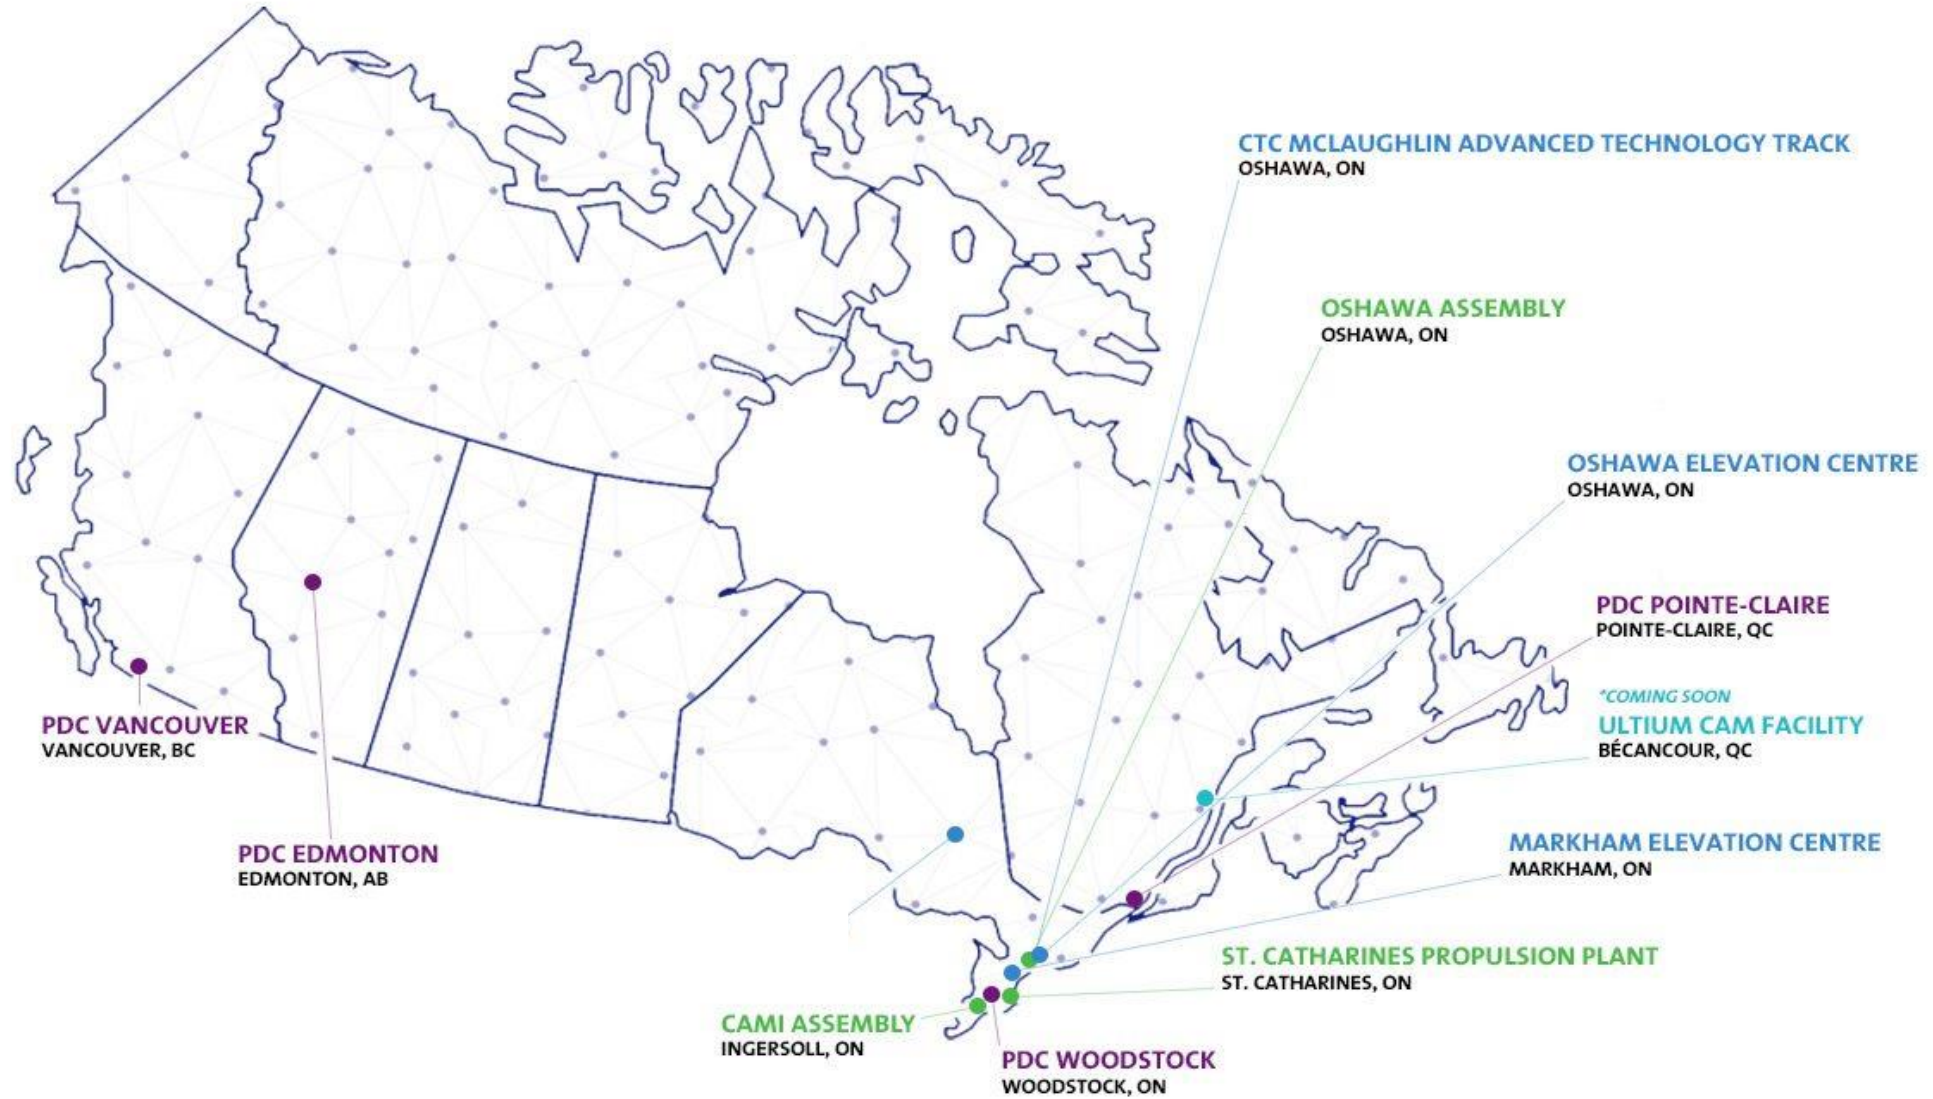 CTC MCLAUGHLIN ADVANCED TECHNOLOGY TRACK
OSHAWA, ON
OSHAWA ASSEMBLY
OSHAWA, ON
OSHAWA ELEVATION CENTRE
OSHAWA, ON
PDC POINTE-CLAIRE
POINTE-CLAIRE, QC
*COMING SOON
ULTIUM CAM FACILITY
BÉCANCOUR, QC
PDC VANCOUVER
VANCOUVER, BC
PDC EDMONTON
EDMONTON, AB
MARKHAM ELEVATION CENTRE
MARKHAM, ON
ST. CATHARINES PROPULSION PLANT
ST. CATHARINES, ON
CAMI ASSEMBLY
INGERSOLL, ON
PDC WOODSTOCK
WOODSTOCK, ON